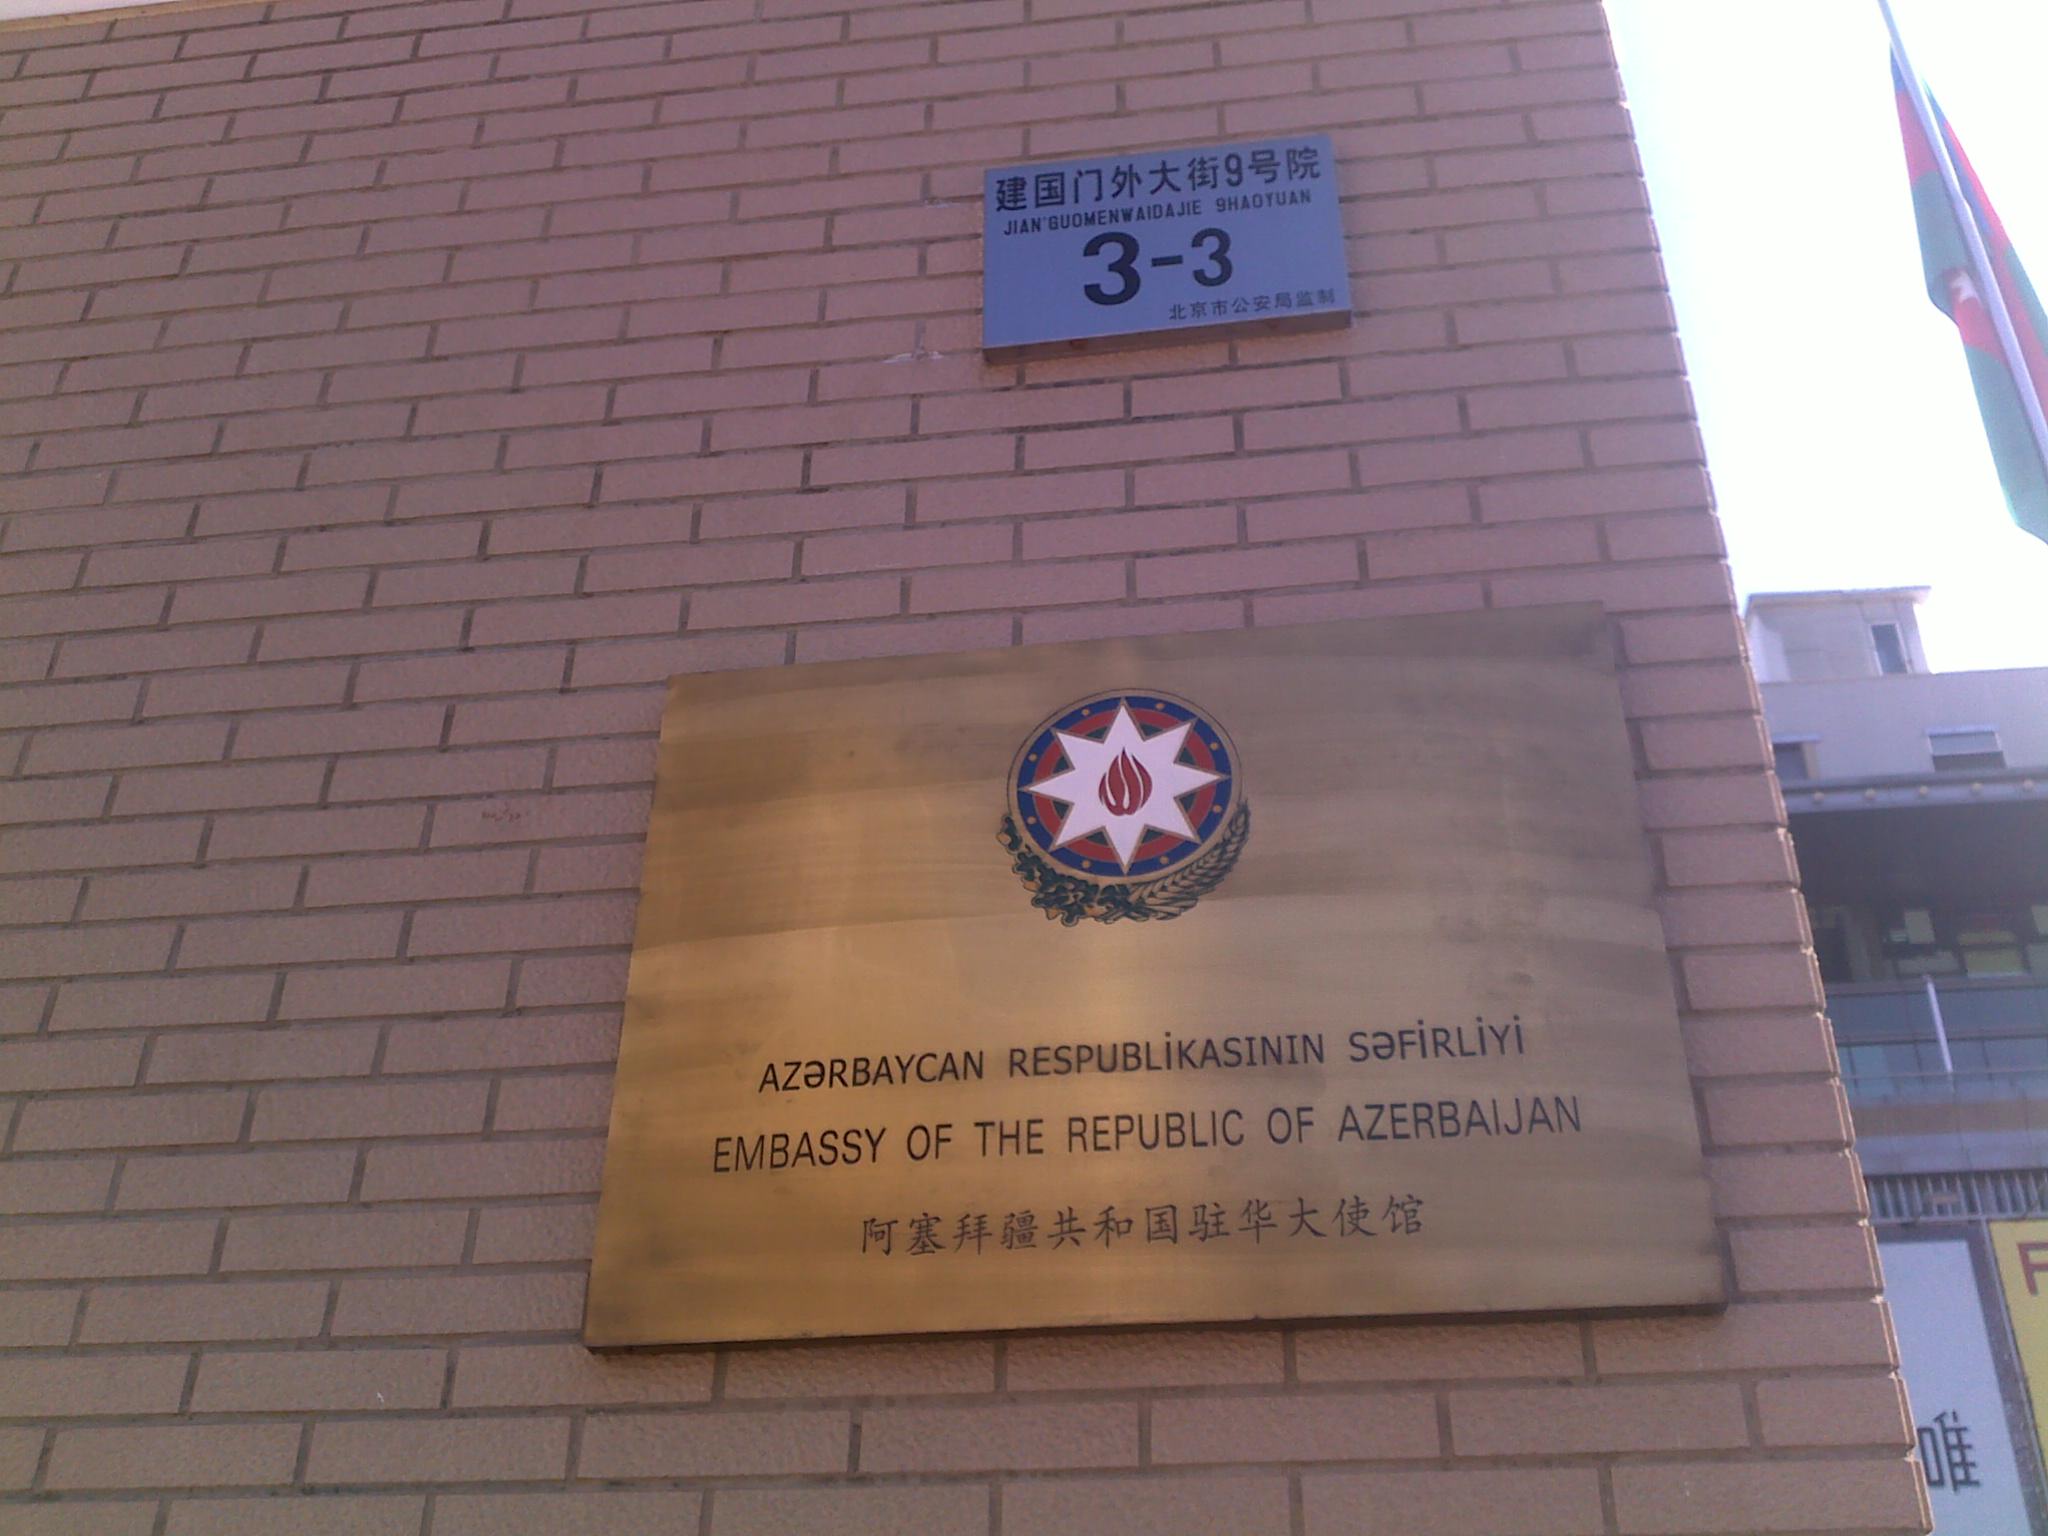 建国门外大街9号院
JIAN'GUOMENWAIDAJIE 9HAOYUAN
3-3
北京市公安局监制
AZƏRBAYCAN RESPUBLİKASININ SƏFİRLİYİ
EMBASSY OF THE REPUBLIC OF AZERBAIJAN
阿塞拜疆共和国驻华大使馆
唯
F